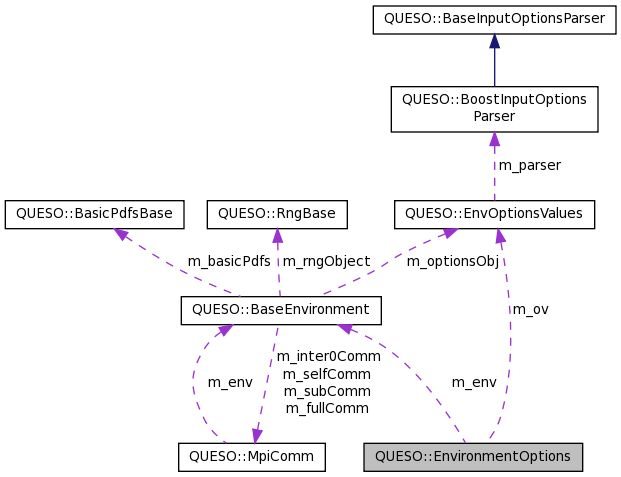 QUESO::BaseInputOptionsParser
QUESO::BoostInputOptions
Parser
m_parser
QUESO::BasicPdfsBase
QUESO::RngBase
QUESO::EnvOptionsValues
m_basicPdfs
m_rngObject
m_optionsObj
QUESO::BaseEnvironment
m_ov
m_env
m_inter0Comm
m_selfComm
m_subComm
m_fullComm
m_env
QUESO::MpiComm
QUESO::EnvironmentOptions